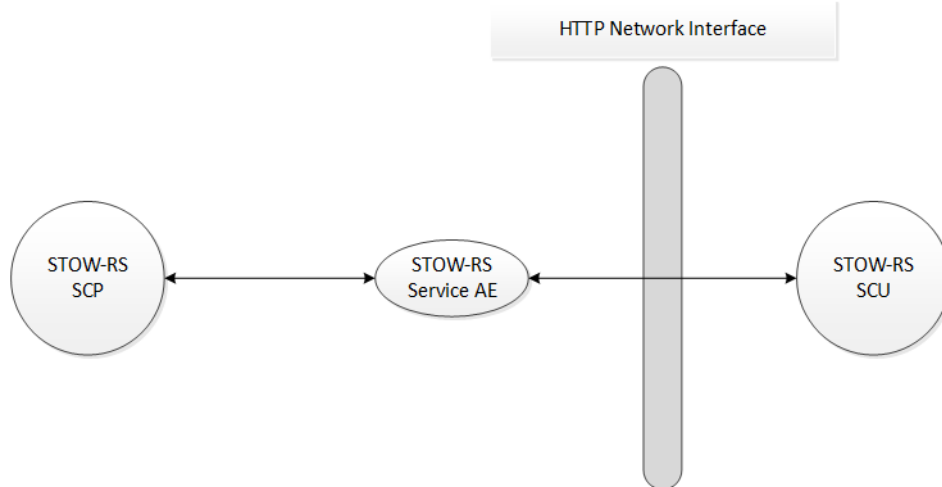 HTTP Network Interface
STOW-RS
SCP
STOW-RS
Service AE
STOW-RS
SCU